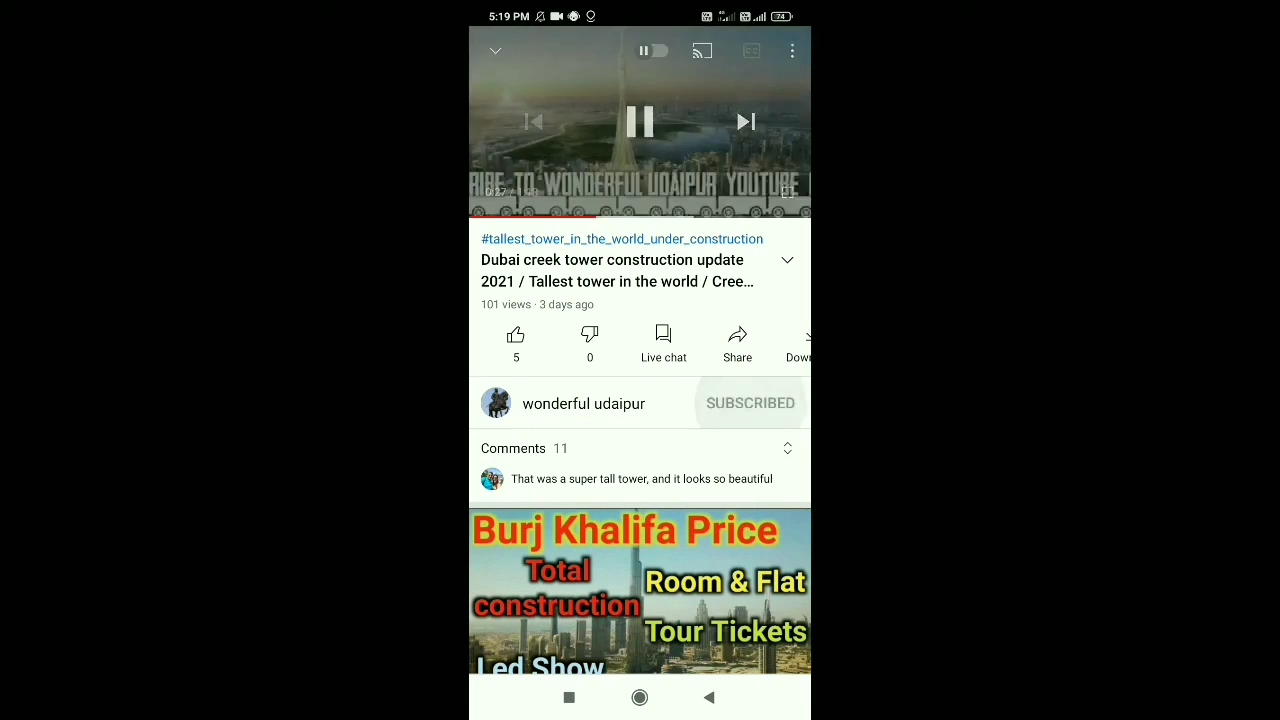 5:19 PM
74
RIBE TO WONDERFUL UDAIPUR YOUTUBE
#tallest_tower_in_the_world_under_construction
Dubai creek tower construction update
2021 / Tallest tower in the world / Cree...
101 views · 3 days ago
5
0
Live chat
Share
Down
wonderful udaipur
SUBSCRIBED
Comments 11
That was a super tall tower, and it looks so beautiful
Burj Khalifa Price
Total
construction
Room & Flat
Tour Tickets
Led Show